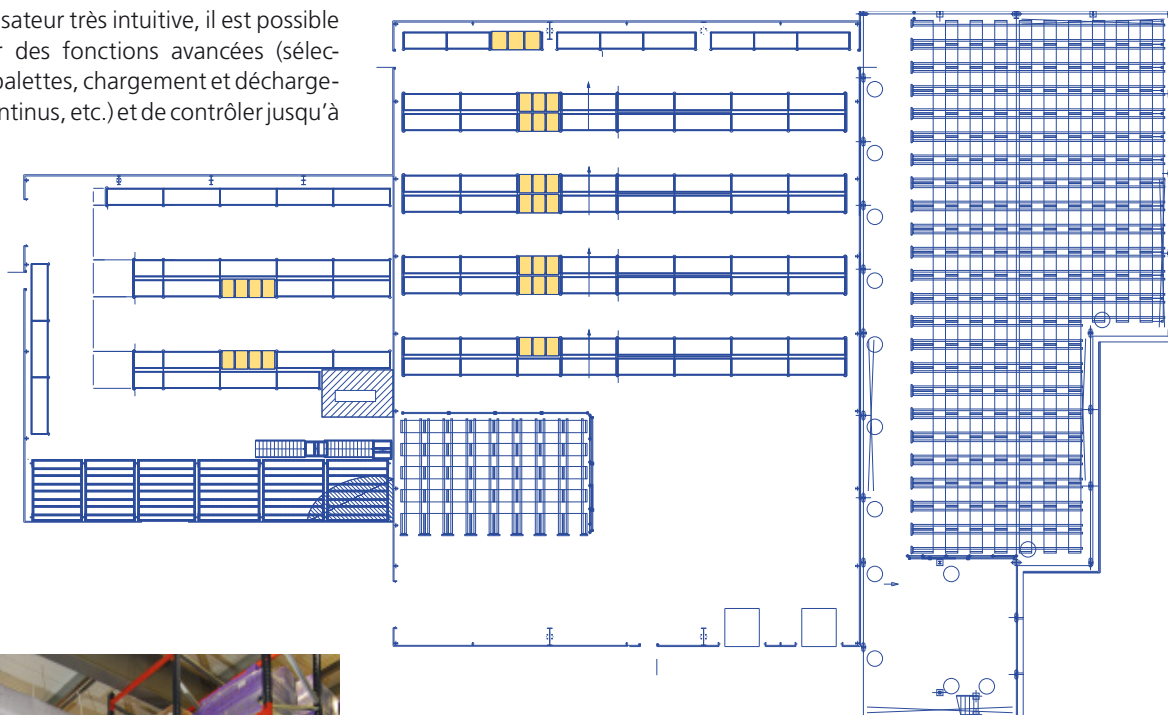 sateur très intuitive, il est possible
r des fonctions avancées (sélec-
palettes, chargement et décharge-
ntinus, etc.) et de contrôler jusqu’à